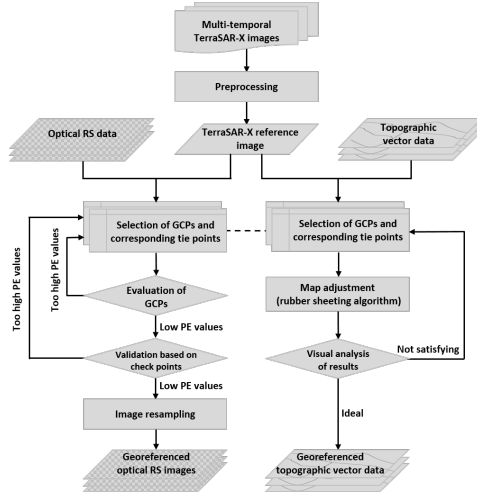 Multi-temporal
TerraSAR-X images
Preprocessing
Optical RS data
TerraSAR-X reference
image
Topographic
vector data
Selection of GCPs and
corresponding tie points
Selection of GCPs and
corresponding tie points
Too high PE values
Too high PE values
Evaluation of
GCPs
Map adjustment
(rubber sheeting algorithm)
Low PE values
Validation based on
check points
Visual analysis
of results
Not satisfying
Low PE values
Image resampling
Ideal
Georeferenced
optical RS images
Georeferenced
topographic vector data